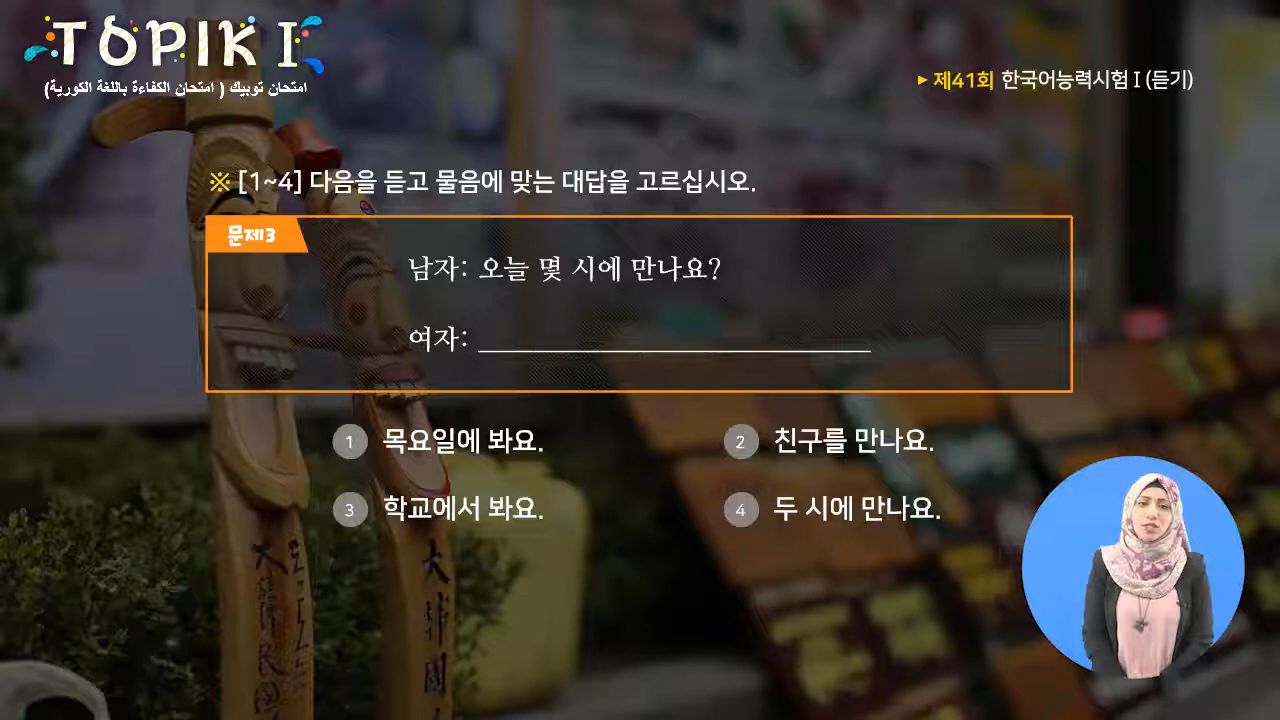 TOPIK I
امتحان توبيك ( امتحان الكفاءة باللغة الكورية)
▶ 제41회 한국어능력시험 I (듣기)
※ [1~4] 다음을 듣고 물음에 맞는 대답을 고르십시오.
문제3
남자: 오늘 몇 시에 만나요?
여자: ____________________
1 목요일에 봐요.
2 친구를 만나요.
3 학교에서 봐요.
4 두 시에 만나요.